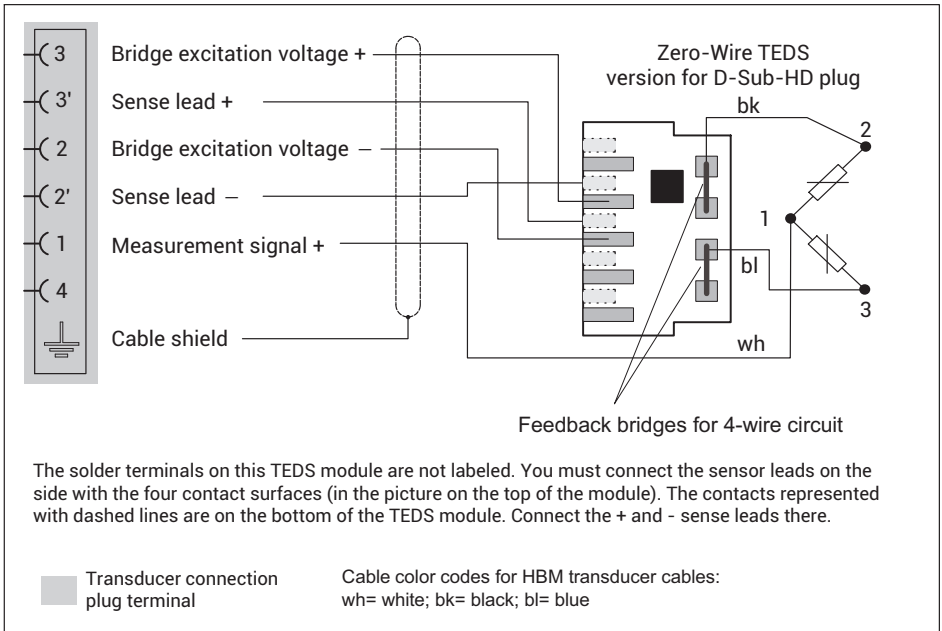 3 Bridge excitation voltage +
3' Sense lead +
2 Bridge excitation voltage –
2' Sense lead –
1 Measurement signal +
4
Cable shield
Zero-Wire TEDS
version for D-Sub-HD plug
bk
2
1
bl
3
wh
Feedback bridges for 4-wire circuit
The solder terminals on this TEDS module are not labeled. You must connect the sensor leads on the
side with the four contact surfaces (in the picture on the top of the module). The contacts represented
with dashed lines are on the bottom of the TEDS module. Connect the + and - sense leads there.
Transducer connection
plug terminal
Cable color codes for HBM transducer cables:
wh= white; bk= black; bl= blue